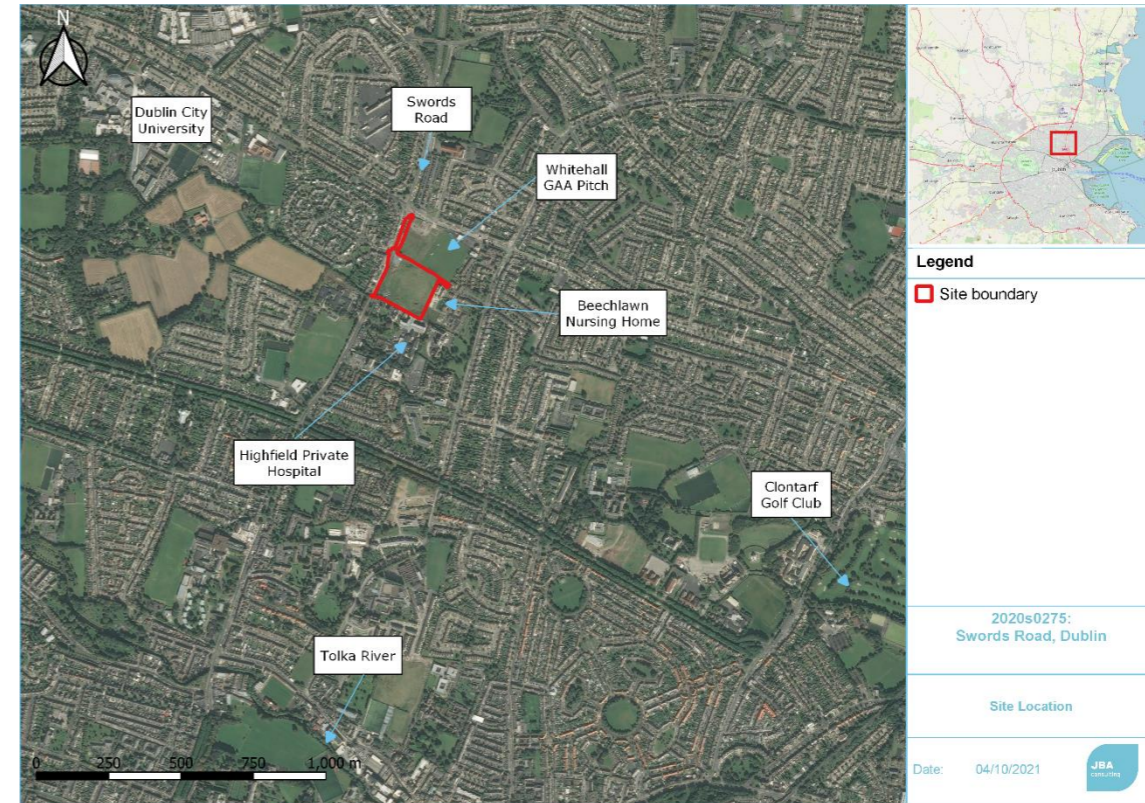 N
Dublin City
University
Swords
Road
Whitehall
GAA Pitch
Beechlawn
Nursing Home
Highfield Private
Hospital
Clontarf
Golf Club
Tolka River
0 250 500 750 1,000 m
Legend
Site boundary
2020s0275:
Swords Road, Dublin
Site Location
Date: 04/10/2021
JBA
consulting